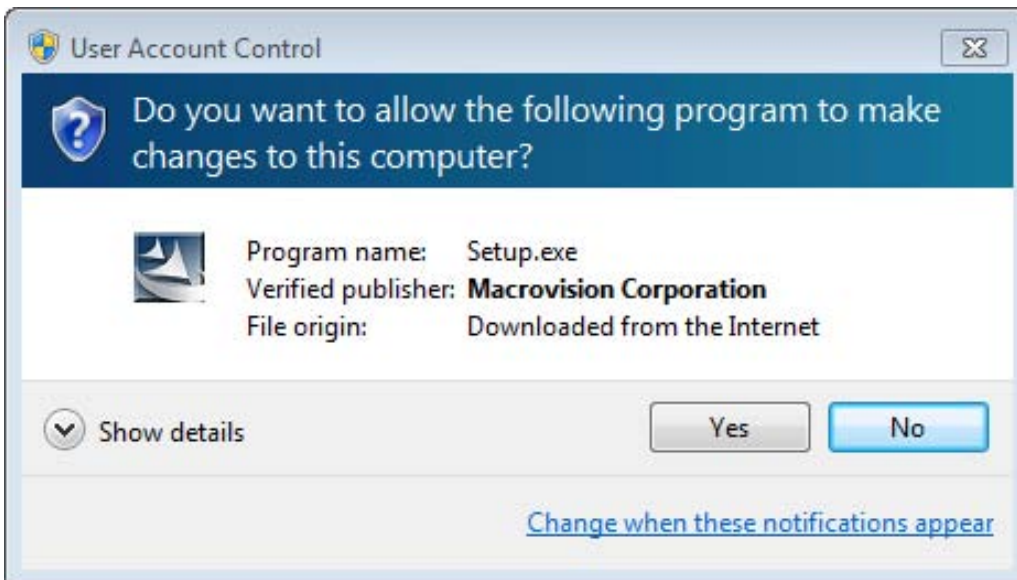 User Account Control
Do you want to allow the following program to make
changes to this computer?
Program name: Setup.exe
Verified publisher: Macrovision Corporation
File origin: Downloaded from the Internet
Show details
Yes
No
Change when these notifications appear